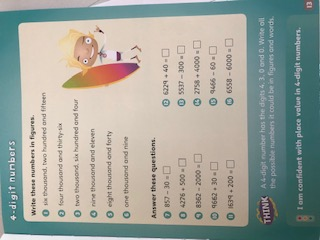 4-digit numbers
Write these numbers in figures.
1 six thousand, two hundred and fifteen
2 four thousand and thirty-six
3 two thousand, six hundred and four
4 nine thousand and eleven
5 eight thousand and forty
6 one thousand and nine
Answer these questions.
7 857 – 30 =
8 4276 + 500 =
9 8362 – 2000 =
10 9662 + 30 =
11 1839 + 200 =
12 6229 + 40 =
13 5537 – 300 =
14 2758 + 4000 =
15 9466 – 60 =
16 6558 – 6000 =
THINK
A 4-digit number has the digits 4, 3, 0 and 0. Write all
the possible numbers it could be in figures and words.
I am confident with place value in 4-digit numbers.
13